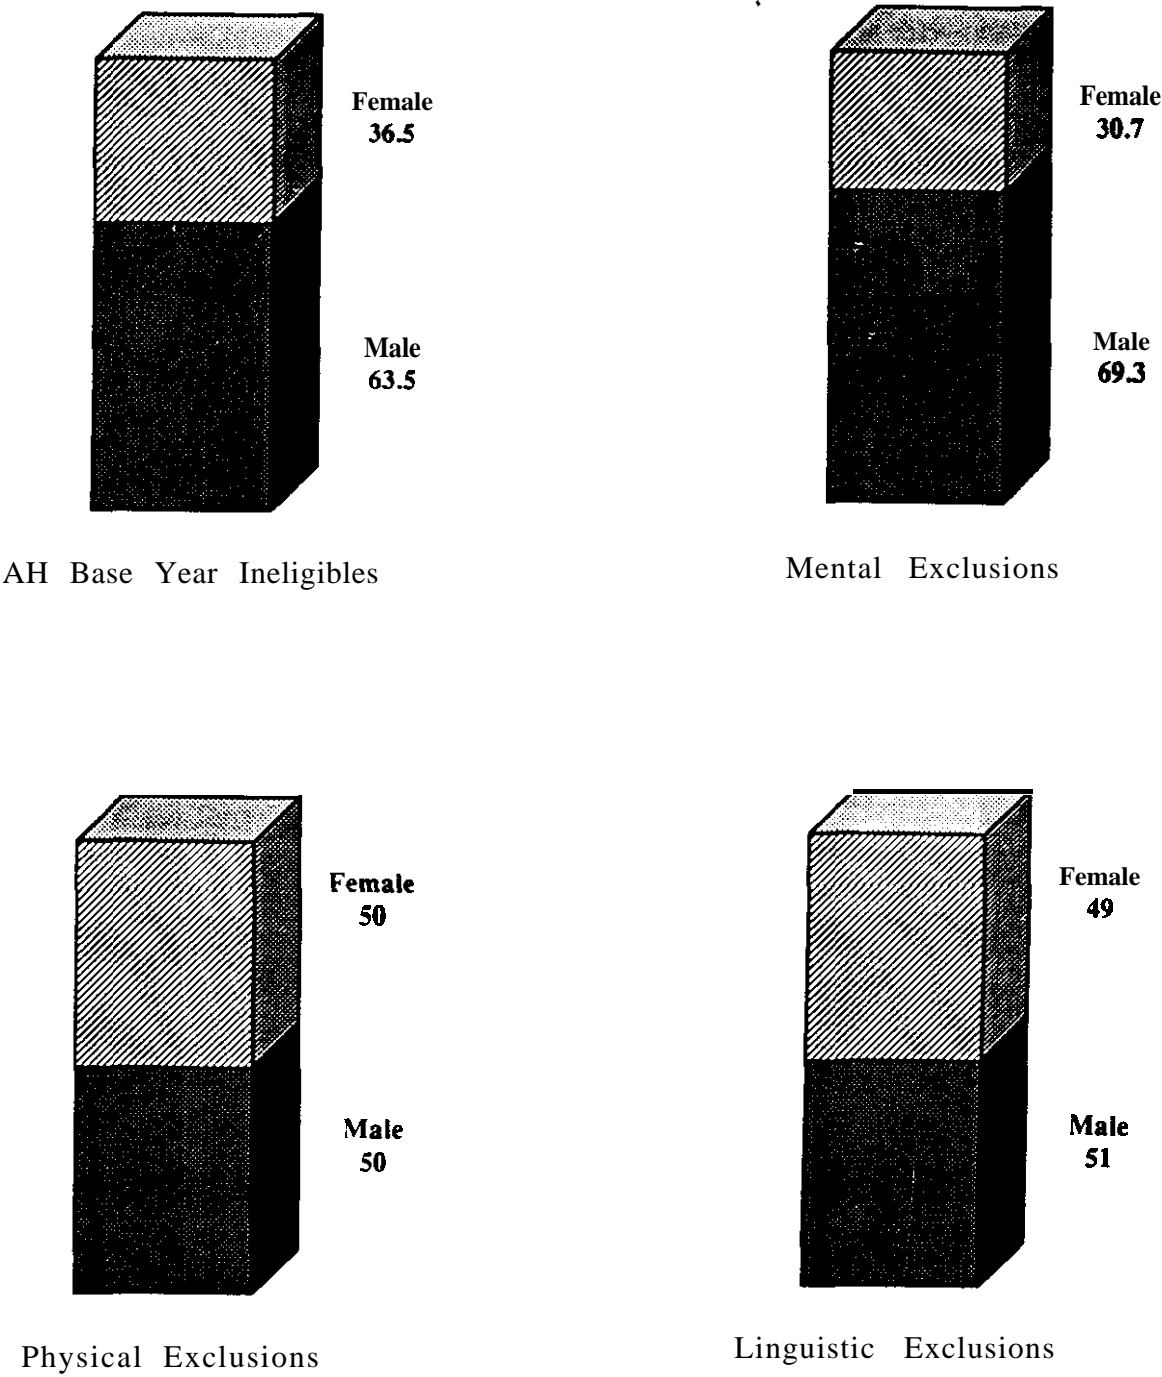 Female
36.5
Male
63.5
AH Base Year Ineligibles
Female
30.7
Male
69.3
Mental Exclusions
Female
50
Male
50
Physical Exclusions
Female
49
Male
51
Linguistic Exclusions